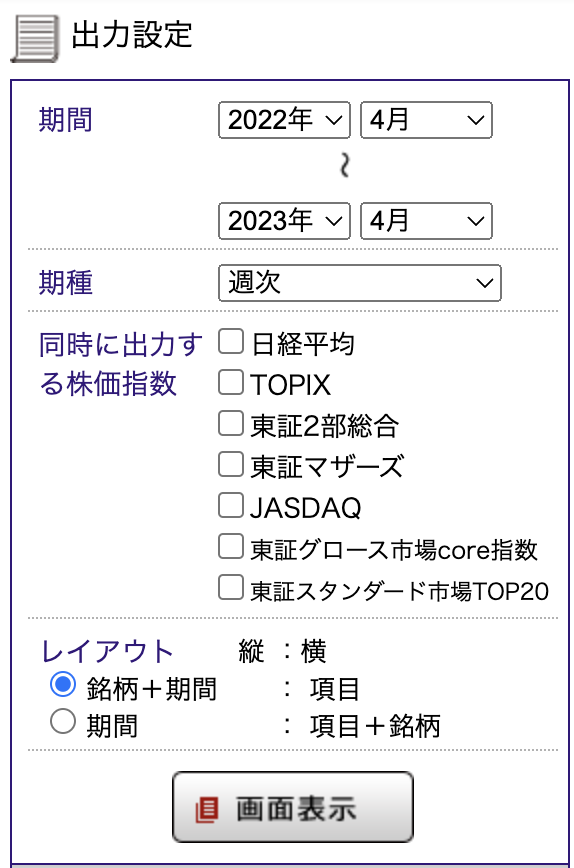 出力設定
期間 2022年 4月
~
2023年 4月
期種 週次
同時に出力す
る株価指数
日経平均
TOPIX
東証2部総合
東証マザーズ
JASDAQ
東証グロース市場core指数
東証スタンダード市場TOP20
レイアウト 縦 : 横
銘柄+期間 : 項目
期間 : 項目+銘柄
画面表示